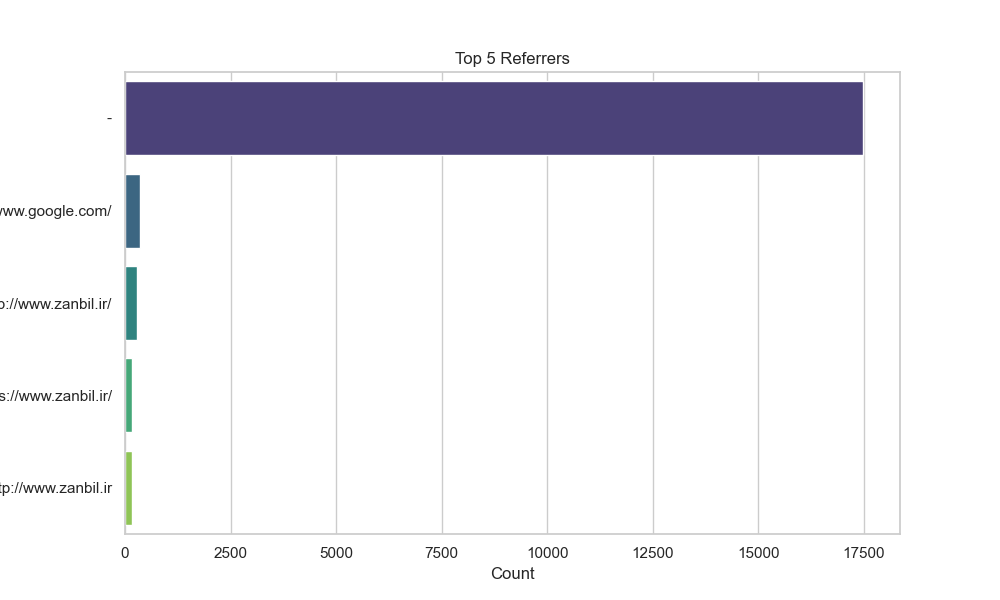 Top 5 Referrers
-
www.google.com/
p://www.zanbil.ir/
s://www.zanbil.ir/
tp://www.zanbil.ir
0 2500 5000 7500 10000 12500 15000 17500
Count